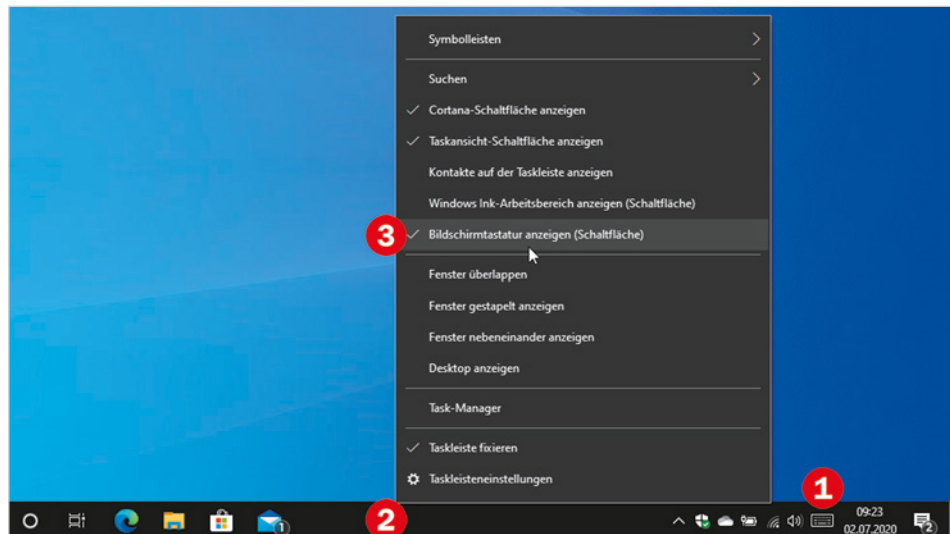 Symbolleisten
Suchen
Cortana-Schaltfläche anzeigen
Taskansicht-Schaltfläche anzeigen
Kontakte auf der Taskleiste anzeigen
Windows Ink-Arbeitsbereich anzeigen (Schaltfläche)
3
Bildschirmtastatur anzeigen (Schaltfläche)
Fenster überlappen
Fenster gestapelt anzeigen
Fenster nebeneinander anzeigen
Desktop anzeigen
Task-Manager
Taskleiste fixieren
Taskleisteneinstellungen
1
1
2
09:23
02.07.2020
2